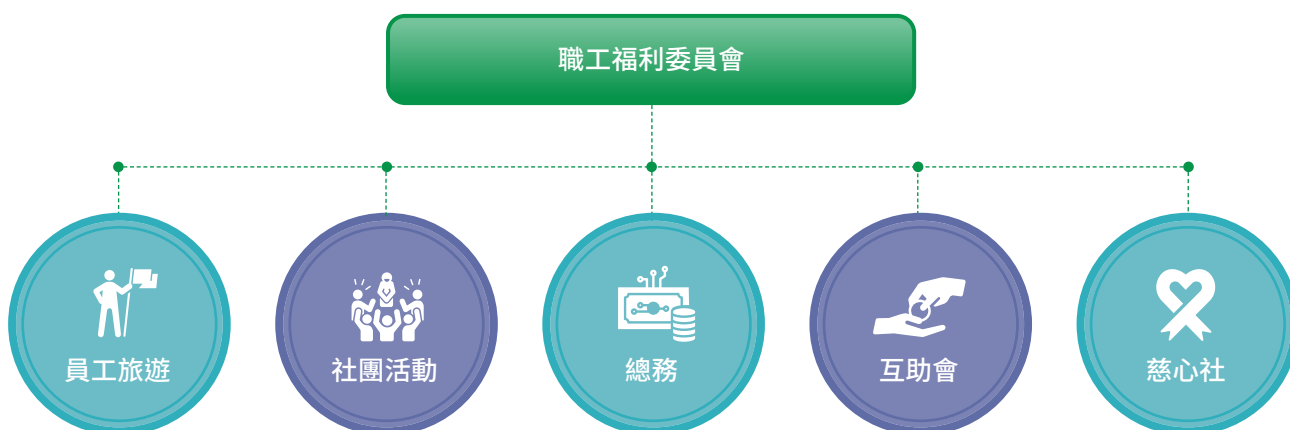 職工福利委員會
員工旅遊
社團活動
總務
互助會
慈心社